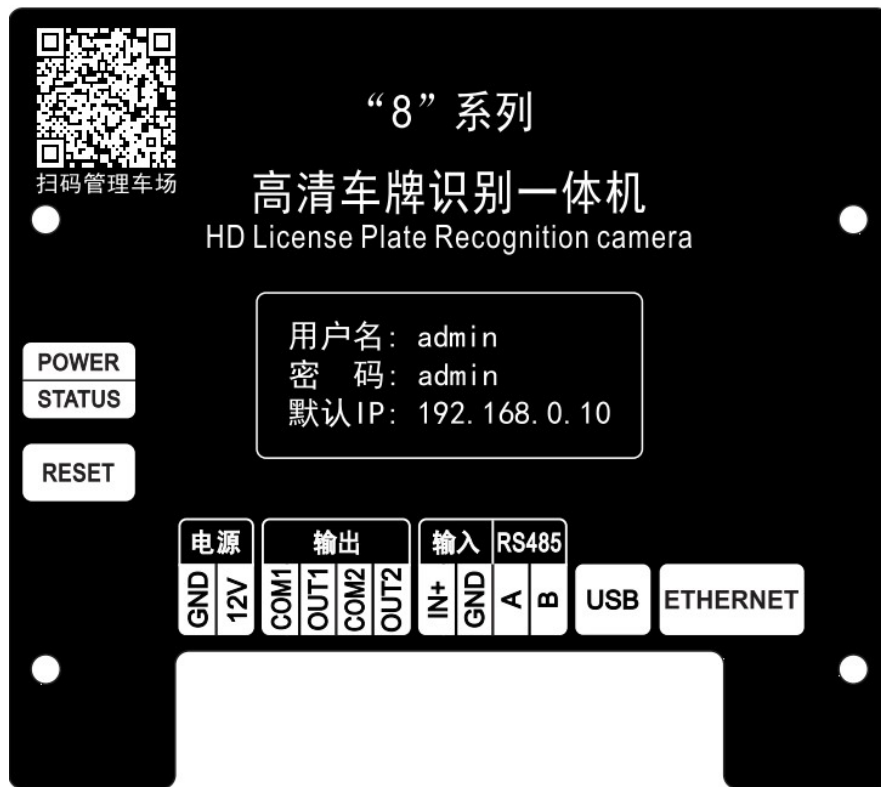 扫码管理车场
“8”系列
高清车牌识别一体机
HD License Plate Recognition camera
用户名: admin
密 码: admin
默认IP: 192.168.0.10
POWER
STATUS
RESET
电源 输出 输入 RS485
GND 12V COM1 OUT1 COM2 OUT2 IN+ GND A B USB ETHERNET